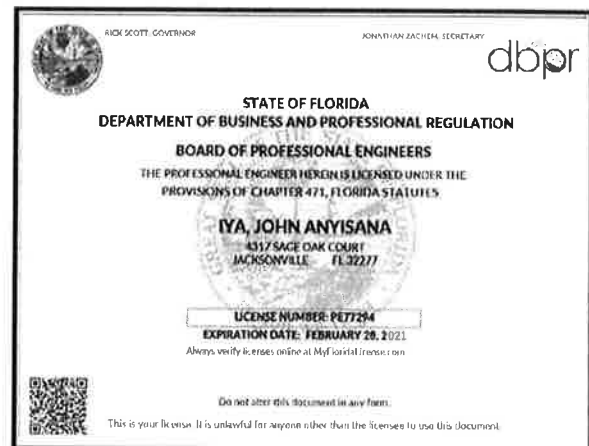 RICK SCOTT, GOVERNOR
JONATHAN ZACHEM, SECRETARY
dbpr
STATE OF FLORIDA
DEPARTMENT OF BUSINESS AND PROFESSIONAL REGULATION
BOARD OF PROFESSIONAL ENGINEERS
THE PROFESSIONAL ENGINEER HEREIN IS LICENSED UNDER THE
PROVISIONS OF CHAPTER 471, FLORIDA STATUTES
IYA, JOHN ANYISANA
4317 SAGE OAK COURT
JACKSONVILLE FL 32277
LICENSE NUMBER: PE77294
EXPIRATION DATE: FEBRUARY 28, 2021
Always verify licenses online at MyFloridaLicense.com
Do not alter this document in any form.
This is your license. It is unlawful for anyone other than the licensee to use this document.